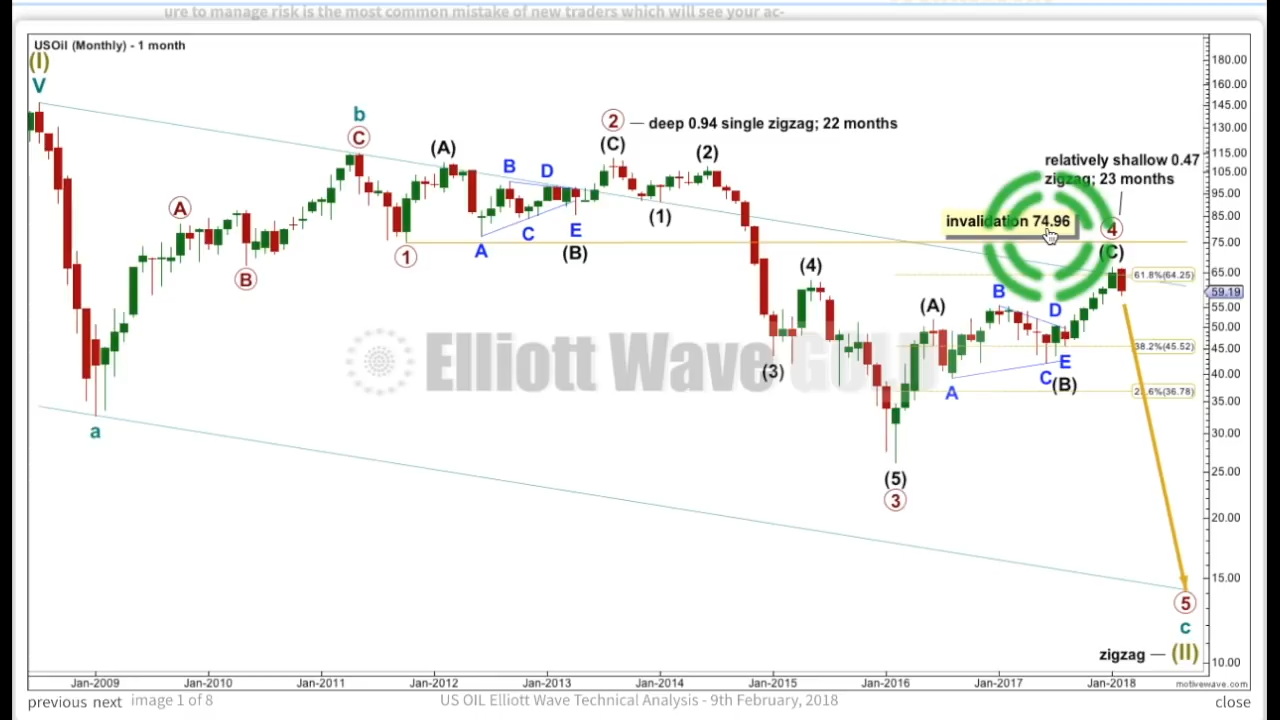 ure to manage risk is the most common mistake of new traders which will see your ac-
USOil (Monthly) - 1 month
(I)
V
180.00
160.00
145.00
130.00
115.00
105.00
95.00
85.00
75.00
65.00
59.19
55.00
50.00
45.00
40.00
35.00
30.00
25.00
20.00
15.00
10.00
b
C
(A)
2 — deep 0.94 single zigzag; 22 months
(C)
(2)
relatively shallow 0.47
zigzag; 23 months
invalidation 74.96
4
(C)
A
B
B
D
A
C
E
(B)
1
(1)
(4)
(3)
(A)
B
D
A
C
E
(B)
61.8%(64.25)
38.2%(45.52)
Elliott Wave GOLD
a
(5)
3
5
c
zigzag — (II)
Jan-2009
Jan-2010
Jan-2011
Jan-2012
Jan-2013
Jan-2014
Jan-2015
Jan-2016
Jan-2017
Jan-2018
motivewave.com
previous next image 1 of 8
US OIL Elliott Wave Technical Analysis - 9th February, 2018
close